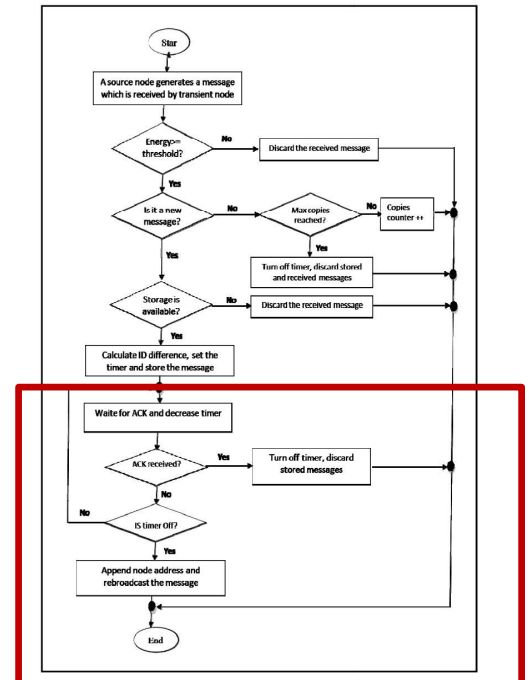 Star
A source node generates a message
which is received by transient node
Energy>=
threshold?
No
Discard the received message
Yes
Is it a new
message?
No
Max copies
reached?
No
Copies
counter ++
Yes
Yes
Turn off timer, discard stored
and received messages
Storage is
available?
No
Discard the received message
Yes
Calculate ID difference, set the
timer and store the message
Waite for ACK and decrease timer
ACK received?
Yes
Turn off timer, discard
stored messages
No
No
IS timer Off?
Yes
Append node address and
rebroadcast the message
End